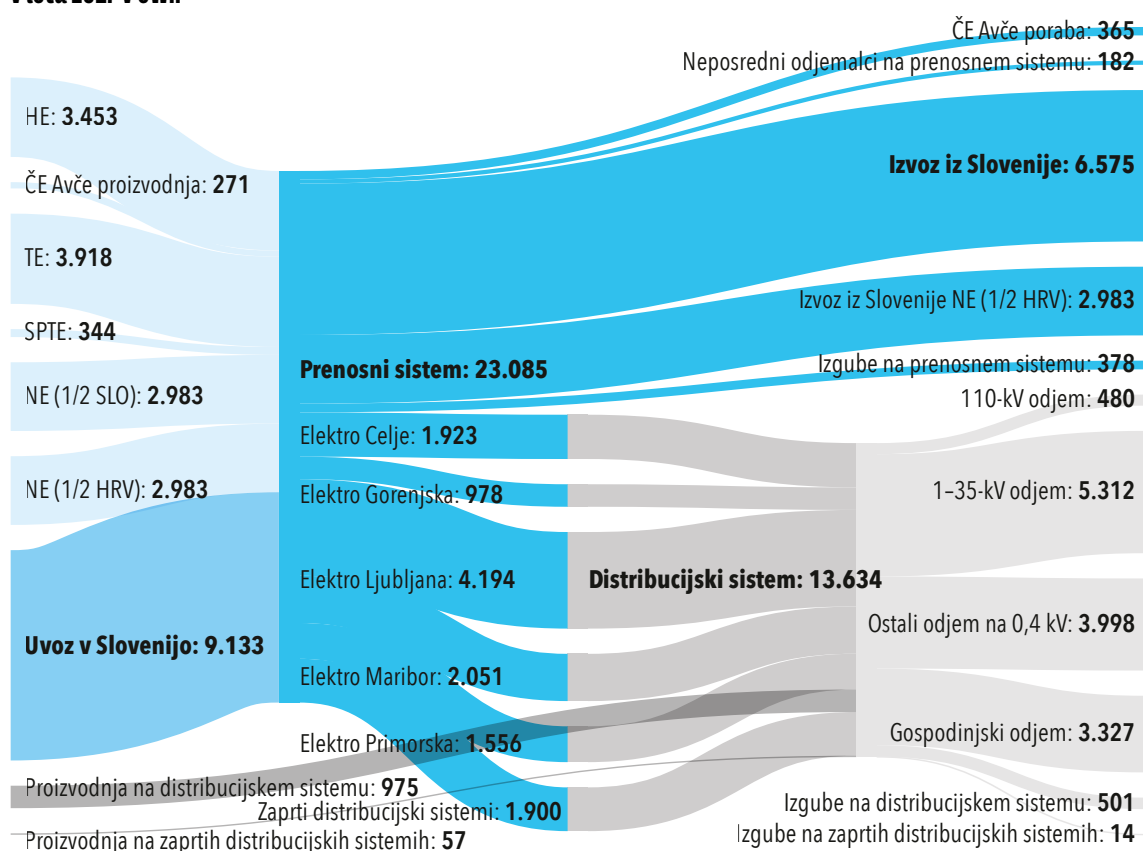 HE: 3.453
ČE Avče proizvodnja: 271
TE: 3.918
SPTE: 344
NE (1/2 SLO): 2.983
NE (1/2 HRV): 2.983
Uvoz v Slovenijo: 9.133
Proizvodnja na distribucijskem sistemu: 975
Proizvodnja na zaprtih distribucijskih sistemih: 57
Prenosni sistem: 23.085
Elektro Celje: 1.923
Elektro Gorenjska: 978
Elektro Ljubljana: 4.194
Elektro Maribor: 2.051
Elektro Primorska: 1.556
Zaprti distribucijski sistemi: 1.900
Distribucijski sistem: 13.634
ČE Avče poraba: 365
Neposredni odjemalci na prenosnem sistemu: 182
Izvoz iz Slovenije: 6.575
Izvoz iz Slovenije NE (1/2 HRV): 2.983
Izgube na prenosnem sistemu: 378
110-kV odjem: 480
1–35-kV odjem: 5.312
Ostali odjem na 0,4 kV: 3.998
Gospodinjski odjem: 3.327
Izgube na distribucijskem sistemu: 501
Izgube na zaprtih distribucijskih sistemih: 14